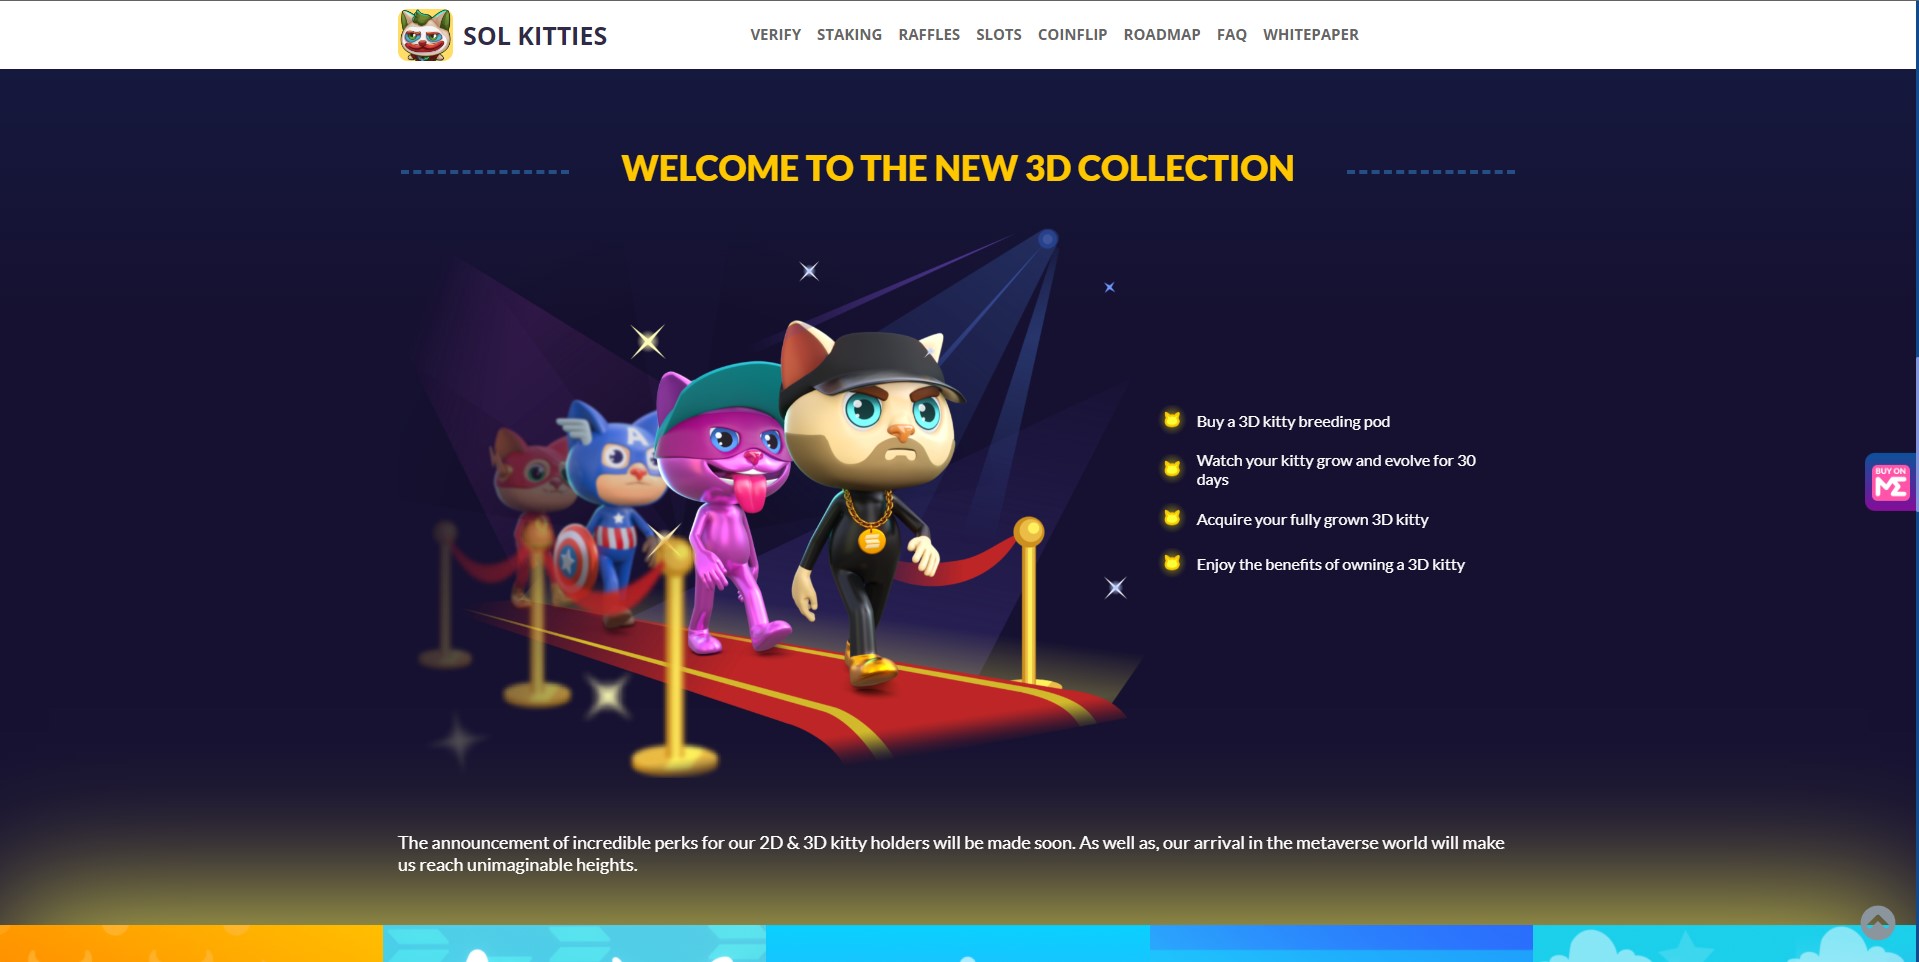 SOL KITTIES
VERIFY STAKING RAFFLES SLOTS COINFLIP ROADMAP FAQ WHITEPAPER
WELCOME TO THE NEW 3D COLLECTION
A
Buy a 3D kitty breeding pod
Watch your kitty grow and evolve for 30
days
Acquire your fully grown 3D kitty
Enjoy the benefits of owning a 3D kitty
BUY ON
ME
The announcement of incredible perks for our 2D & 3D kitty holders will be made soon. As well as, our arrival in the metaverse world will make
us reach unimaginable heights.